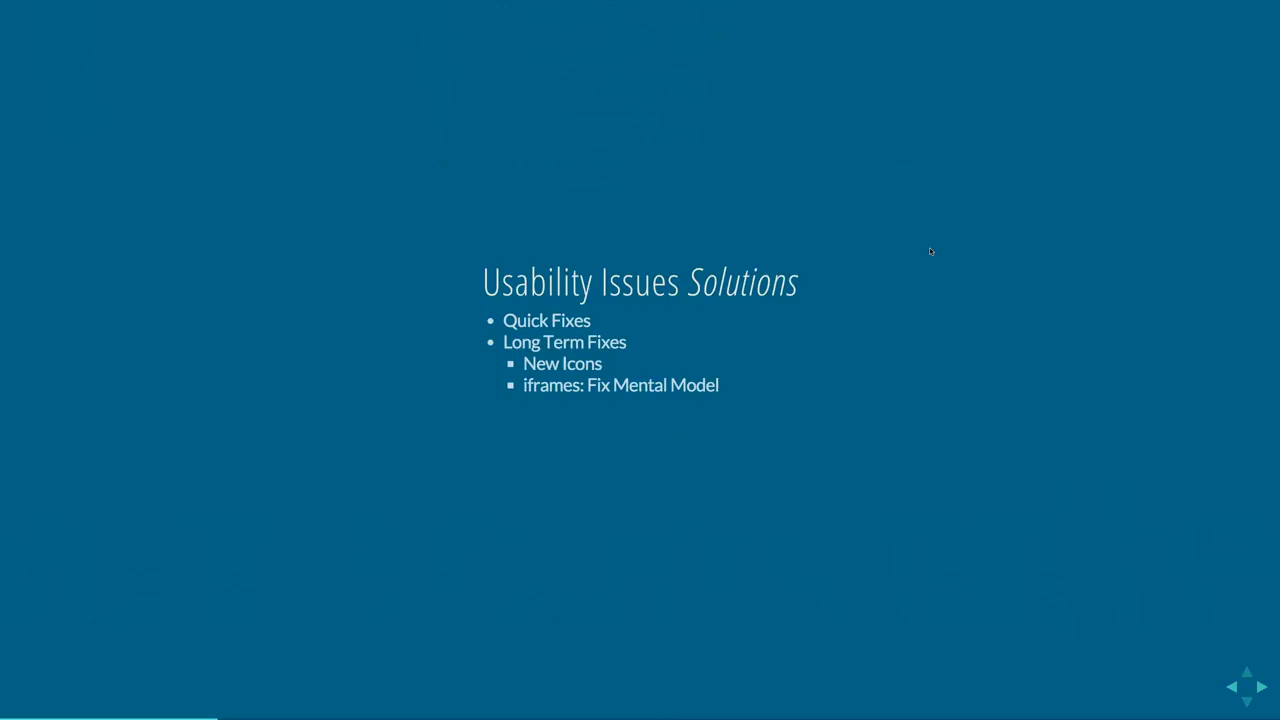 Usability Issues Solutions
• Quick Fixes
• Long Term Fixes
▪ New Icons
▪ iframes: Fix Mental Model